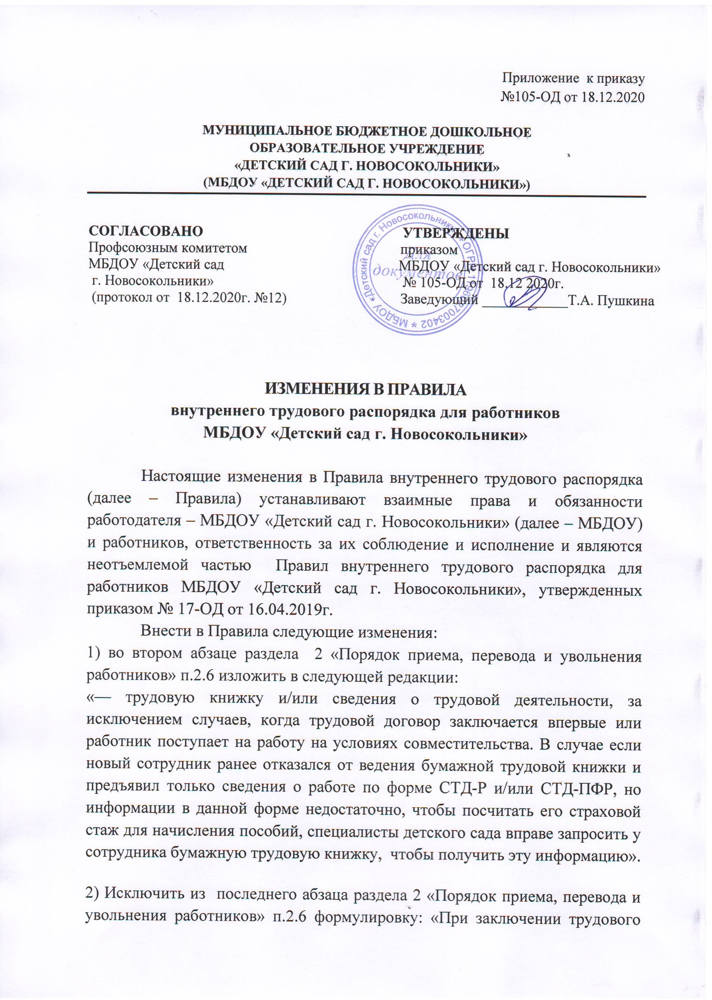 Приложение к приказу
№105-ОД от 18.12.2020
МУНИЦИПАЛЬНОЕ БЮДЖЕТНОЕ ДОШКОЛЬНОЕ
ОБРАЗОВАТЕЛЬНОЕ УЧРЕЖДЕНИЕ
«ДЕТСКИЙ САД Г. НОВОСОКОЛЬНИКИ»
(МБДОУ «ДЕТСКИЙ САД Г. НОВОСОКОЛЬНИКИ»)
СОГЛАСОВАНО
Профсоюзным комитетом
МБДОУ «Детский сад
г. Новосокольники»
(протокол от 18.12.2020г. №12)
УТВЕРЖДЕНЫ
приказом
МБДОУ «Детский сад г. Новосокольники»
№ 105-ОД от 18.12 2020г.
Заведующий ____________Т.А. Пушкина
МБДОУ «Детский сад г. Новосокольники» * ОГРН
Для
документов
ИЗМЕНЕНИЯ В ПРАВИЛА
внутреннего трудового распорядка для работников
МБДОУ «Детский сад г. Новосокольники»
Настоящие изменения в Правила внутреннего трудового распорядка
(далее – Правила) устанавливают взаимные права и обязанности
работодателя – МБДОУ «Детский сад г. Новосокольники» (далее – МБДОУ)
и работников, ответственность за их соблюдение и исполнение и являются
неотъемлемой частью Правил внутреннего трудового распорядка для
работников МБДОУ «Детский сад г. Новосокольники», утвержденных
приказом № 17-ОД от 16.04.2019г.
Внести в Правила следующие изменения:
1) во втором абзаце раздела 2 «Порядок приема, перевода и увольнения
работников» п.2.6 изложить в следующей редакции:
«— трудовую книжку и/или сведения о трудовой деятельности, за
исключением случаев, когда трудовой договор заключается впервые или
работник поступает на работу на условиях совместительства. В случае если
новый сотрудник ранее отказался от ведения бумажной трудовой книжки и
предъявил только сведения о работе по форме СТД-Р и/или СТД-ПФР, но
информации в данной форме недостаточно, чтобы посчитать его страховой
стаж для начисления пособий, специалисты детского сада вправе запросить у
сотрудника бумажную трудовую книжку, чтобы получить эту информацию».
2) Исключить из последнего абзаца раздела 2 «Порядок приема, перевода и
увольнения работников» п.2.6 формулировку: «При заключении трудового